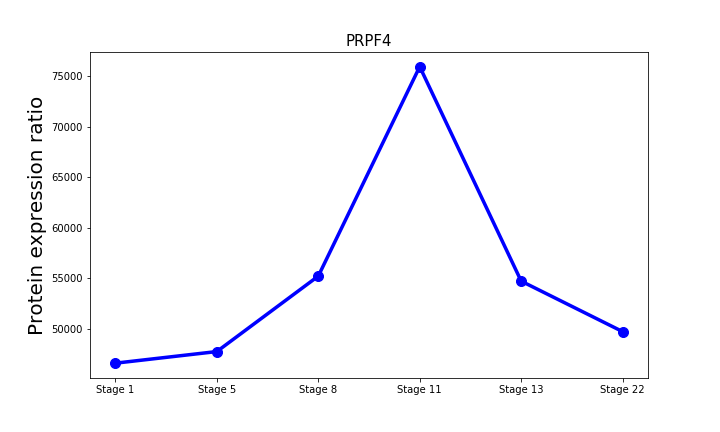 PRPF4
Protein expression ratio
75000
70000
65000
60000
55000
50000
Stage 1 Stage 5 Stage 8 Stage 11 Stage 13 Stage 22